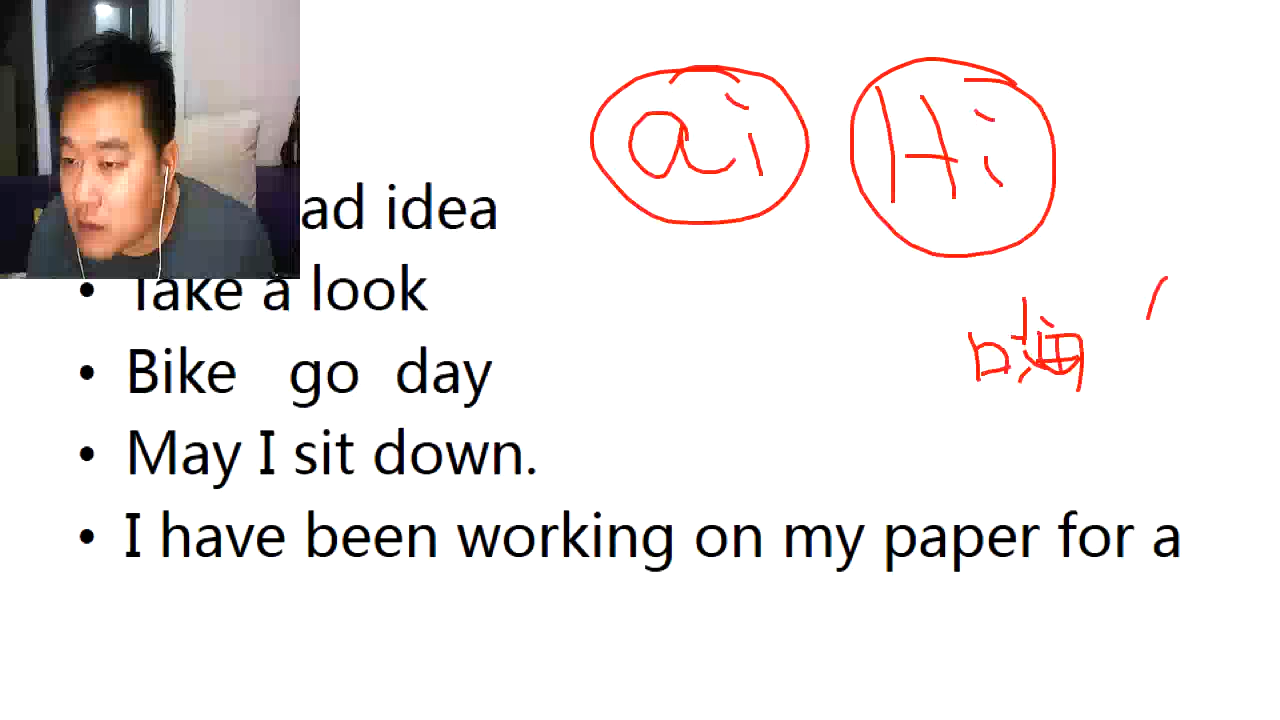 ai Hi
ad idea
嗨
• Take a look
• Bike go day
• May I sit down.
• I have been working on my paper for a